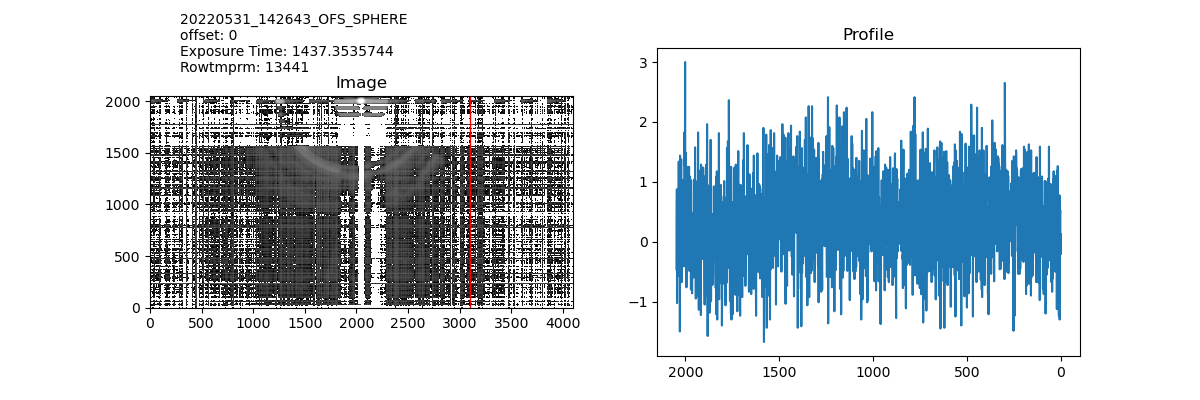 20220531_142643_OFS_SPHERE
offset: 0
Exposure Time: 1437.3535744
Rowtmprm: 13441
Image
2000
1500
1000
500
0
0 500 1000 1500 2000 2500 3000 3500 4000
Profile
3
2
1
0
−1
2000 1500 1000 500 0